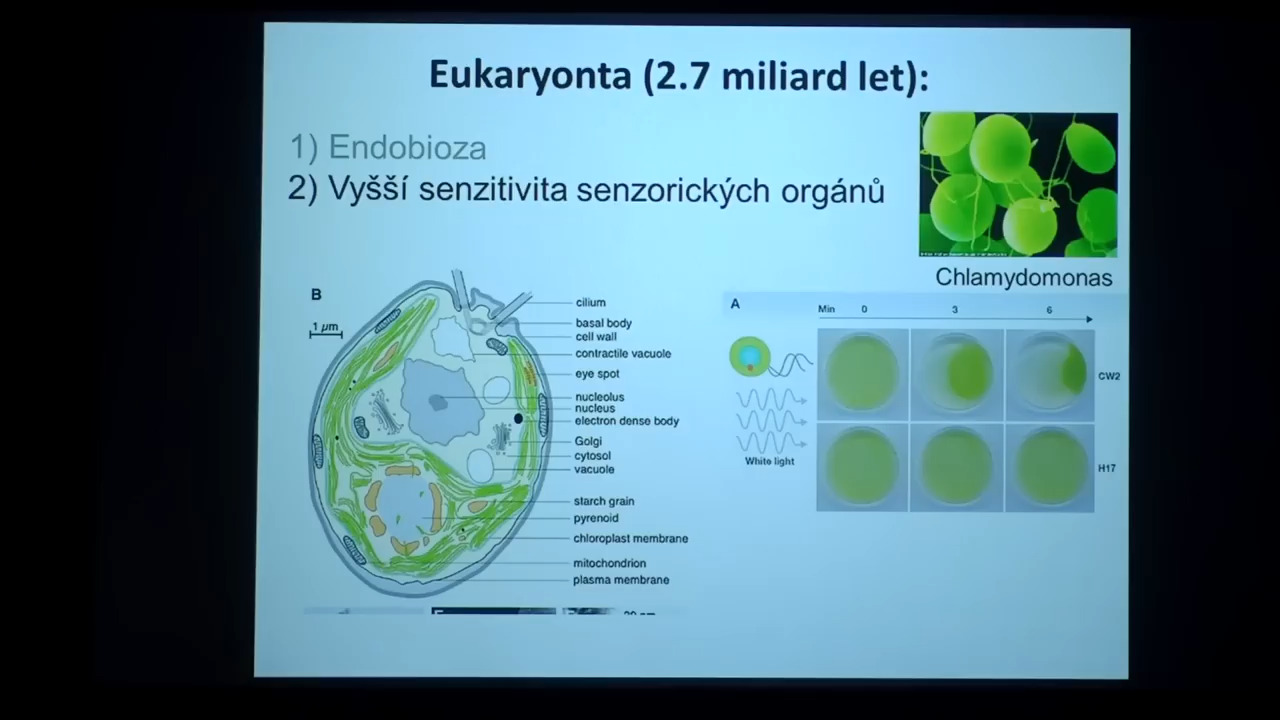 Eukaryonta (2.7 miliard let):
1) Endobioza
2) Vyšší senzitivita senzorických orgánů
Chlamydomonas
B
1 µm
cilium
basal body
cell wall
contractile vacuole
eye spot
nucleolus
nucleus
electron dense body
Golgi
cytosol
vacuole
starch grain
pyrenoid
chloroplast membrane
mitochondrion
plasma membrane
A
Min 0 3 6
CW2
White light
H17